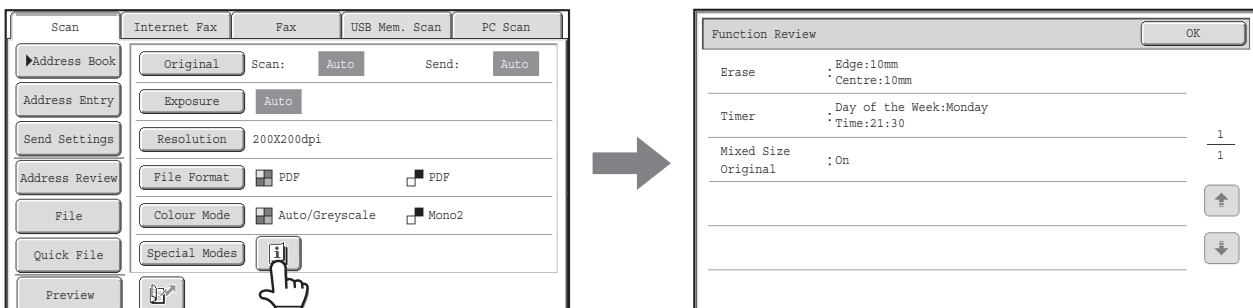 Scan Internet Fax Fax USB Mem. Scan PC Scan
Address Book Original Scan: Auto Send: Auto
Address Entry Exposure Auto
Send Settings Resolution 200X200dpi
Address Review File Format PDF PDF
File Colour Mode Auto/Greyscale Mono2
Quick File Special Modes
Preview
Function Review OK
Erase : Edge:10mm
Centre:10mm
Timer : Day of the Week:Monday
Time:21:30
Mixed Size
Original : On
1
1